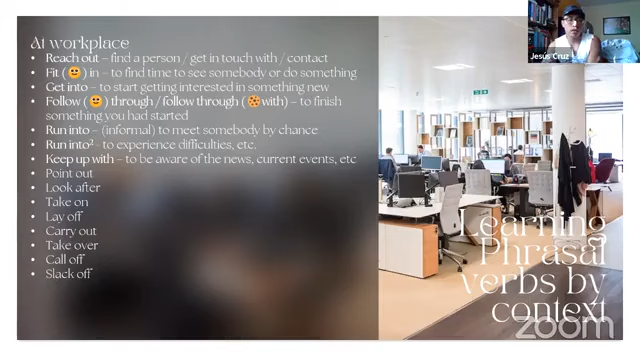 At workplace
• Reach out – find a person / get in touch with / contact
• Fit (🙂) in – to find time to see somebody or do something
• Get into – to start getting interested in something new
• Follow (🙂) through / follow through (🍪with) – to finish
something you had started
• Run into – (informal) to meet somebody by chance
• Run into² – to experience difficulties, etc.
• Keep up with – to be aware of the news, current events, etc
• Point out
• Look after
• Take on
• Lay off
• Carry out
• Take over
• Call off
• Slack off
Jesús Cruz
Learning
Phrasal
verbs by
context
zoom